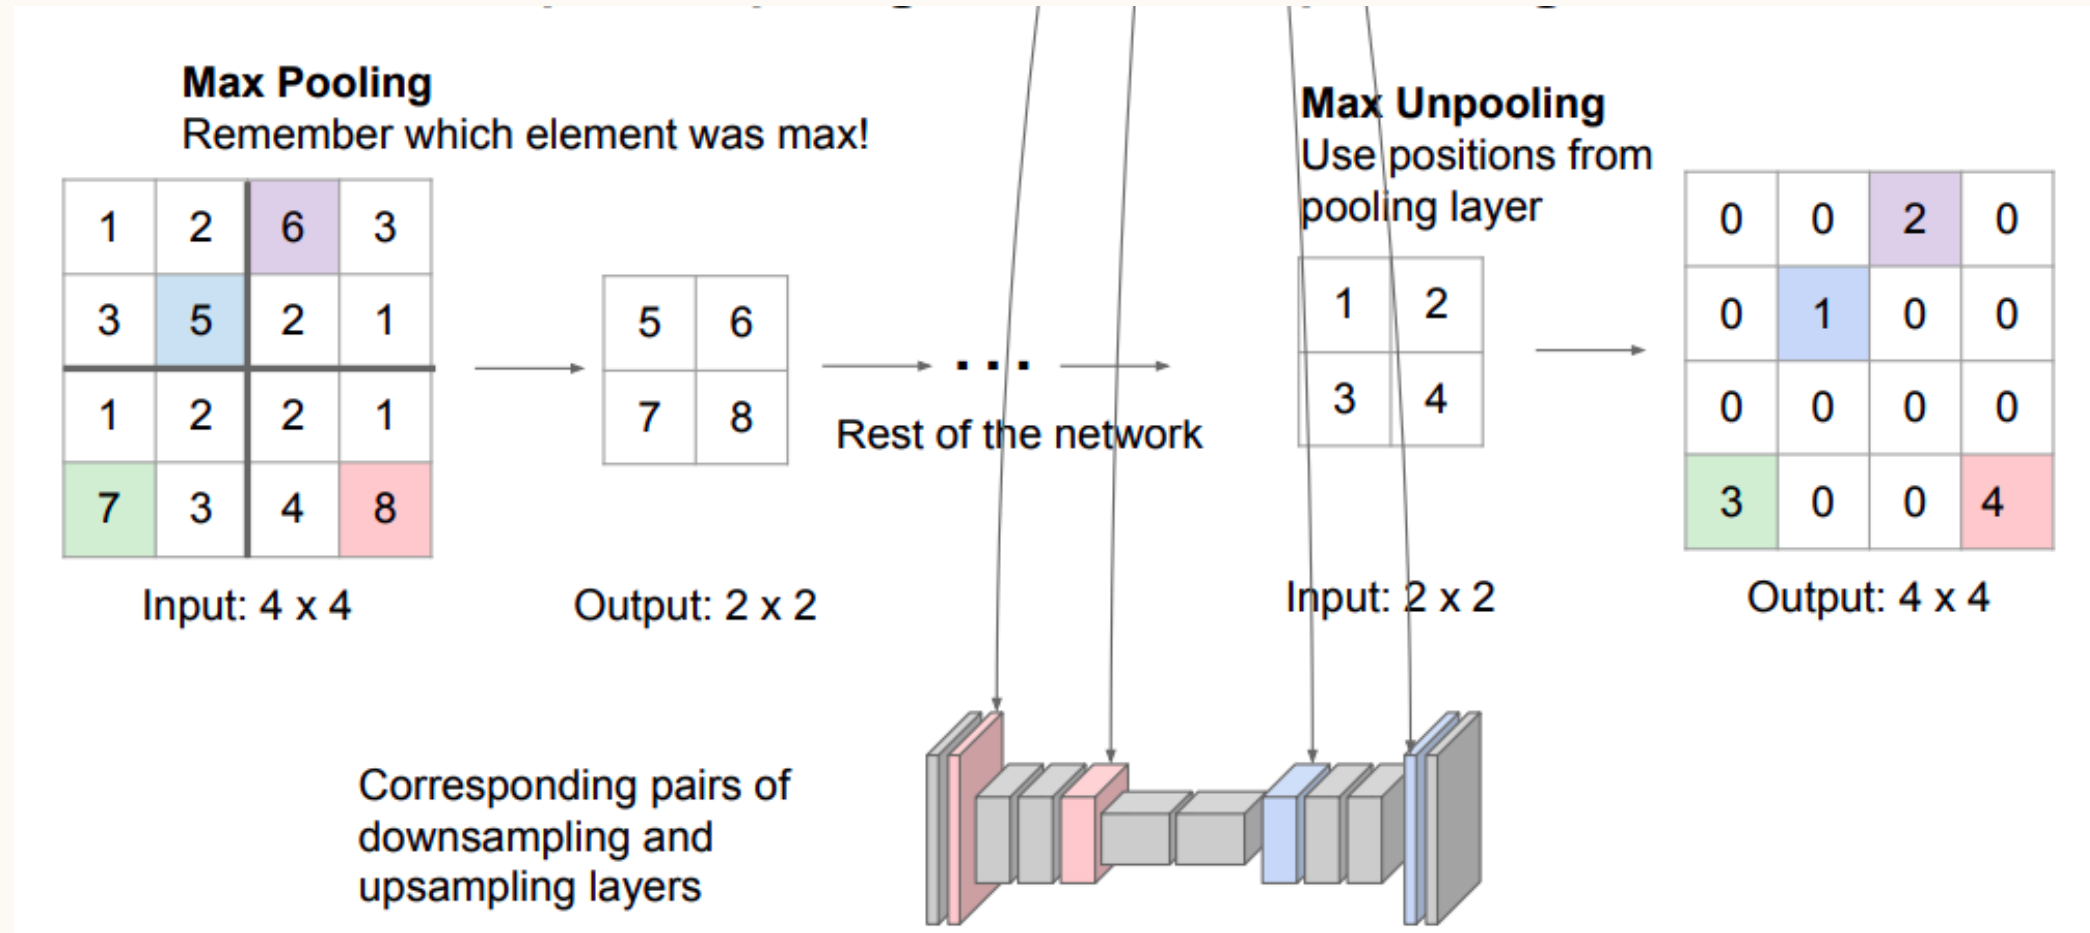 Max Pooling
Remember which element was max!
1 2 6 3
3 5 2 1
1 2 2 1
7 3 4 8
Input: 4 x 4
5 6
7 8
Output: 2 x 2
...
Rest of the network
Max Unpooling
Use positions from
pooling layer
1 2
3 4
Input: 2 x 2
0 0 2 0
0 1 0 0
0 0 0 0
3 0 0 4
Output: 4 x 4
Corresponding pairs of
downsampling and
upsampling layers